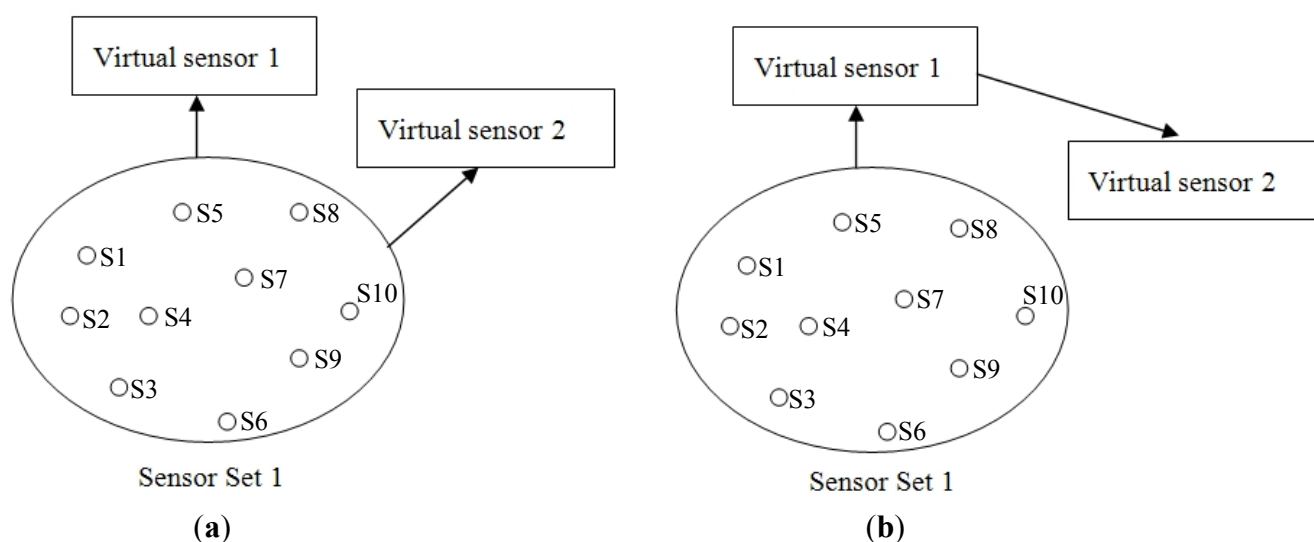 Virtual sensor 1
Virtual sensor 2
S5
S8
S1
S7
S10
S2
S4
S9
S3
S6
Sensor Set 1
(a)
Virtual sensor 1
Virtual sensor 2
S5
S8
S1
S10
S7
S2
S4
S9
S3
S6
Sensor Set 1
(b)